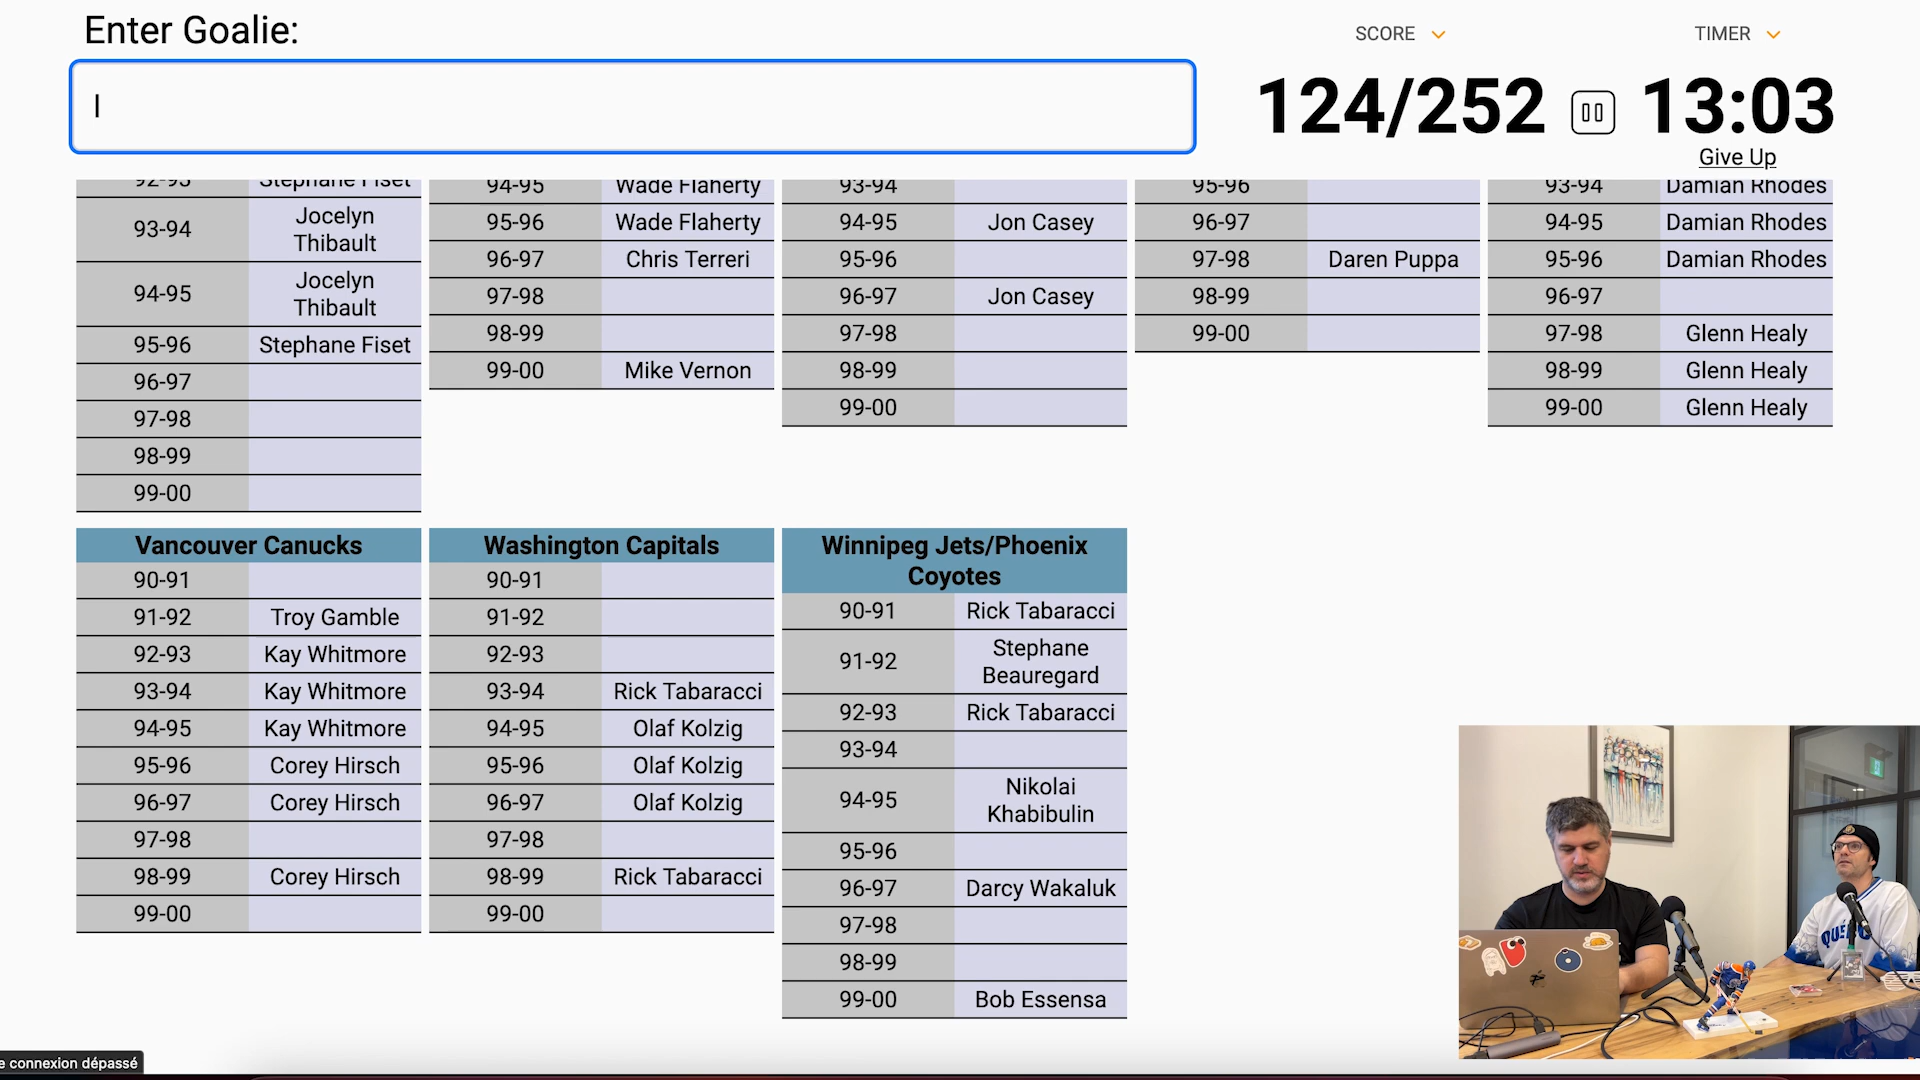 Enter Goalie:
SCORE
TIMER
124/252
13:03
Give Up
92-93 Stephane Fiset
93-94 Jocelyn
Thibault
94-95 Jocelyn
Thibault
95-96 Stephane Fiset
96-97
97-98
98-99
99-00
94-95 Wade Flaherty
95-96 Wade Flaherty
96-97 Chris Terreri
97-98
98-99
99-00 Mike Vernon
93-94
94-95 Jon Casey
95-96
96-97 Jon Casey
97-98
98-99
99-00
95-96
96-97
97-98 Daren Puppa
98-99
99-00
93-94 Damian Rhodes
94-95 Damian Rhodes
95-96 Damian Rhodes
96-97
97-98 Glenn Healy
98-99 Glenn Healy
99-00 Glenn Healy
Vancouver Canucks
90-91
91-92 Troy Gamble
92-93 Kay Whitmore
93-94 Kay Whitmore
94-95 Kay Whitmore
95-96 Corey Hirsch
96-97 Corey Hirsch
97-98
98-99 Corey Hirsch
99-00
Washington Capitals
90-91
91-92
92-93
93-94 Rick Tabaracci
94-95 Olaf Kolzig
95-96 Olaf Kolzig
96-97 Olaf Kolzig
97-98
98-99 Rick Tabaracci
99-00
Winnipeg Jets/Phoenix
Coyotes
90-91 Rick Tabaracci
91-92 Stephane
Beauregard
92-93 Rick Tabaracci
93-94
94-95 Nikolai
Khabibulin
95-96
96-97 Darcy Wakaluk
97-98
98-99
99-00 Bob Essensa
e connexion dépassé